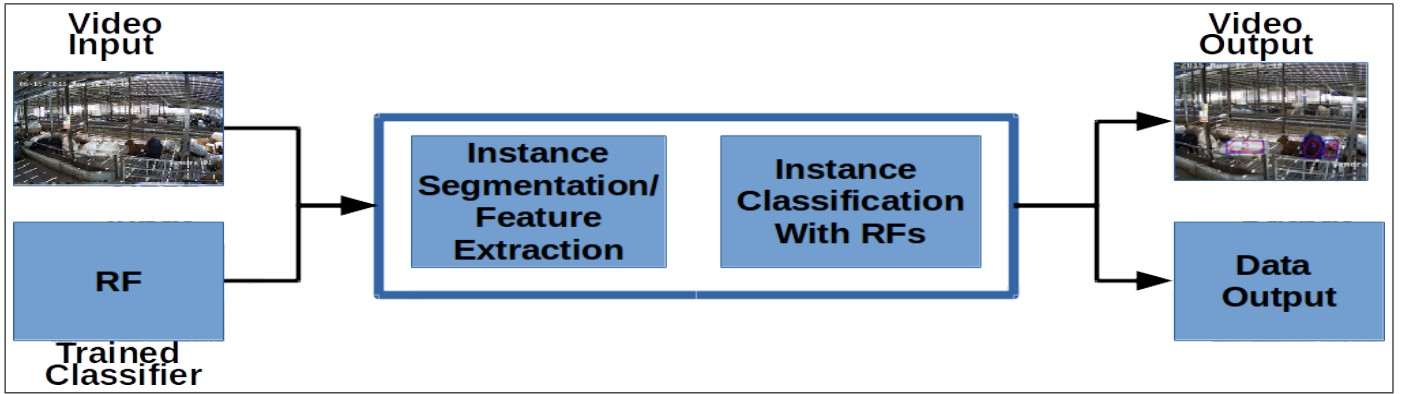 Video
Input
RF
Trained
Classifier
Instance
Segmentation/
Feature
Extraction
Instance
Classification
With RFs
Video
Output
Data
Output